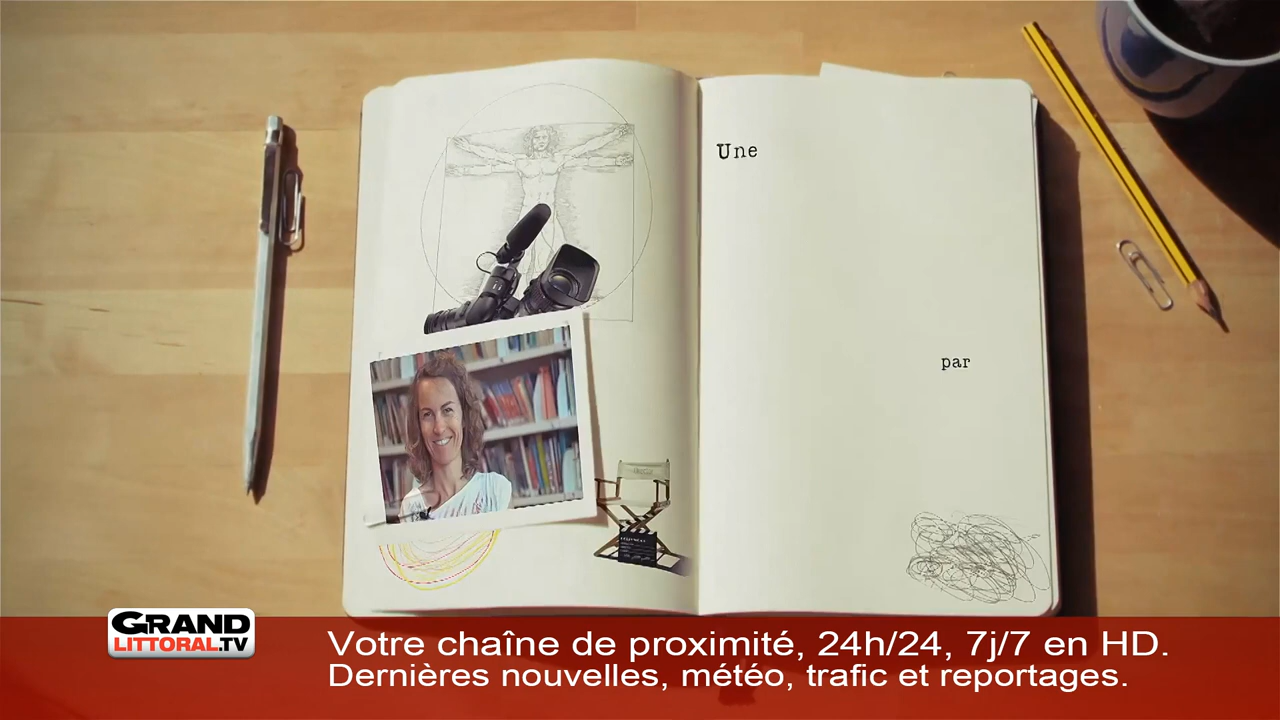 Une
par
GRAND
LITTORAL.TV
Votre chaîne de proximité, 24h/24, 7j/7 en HD.
Dernières nouvelles, météo, trafic et reportages.